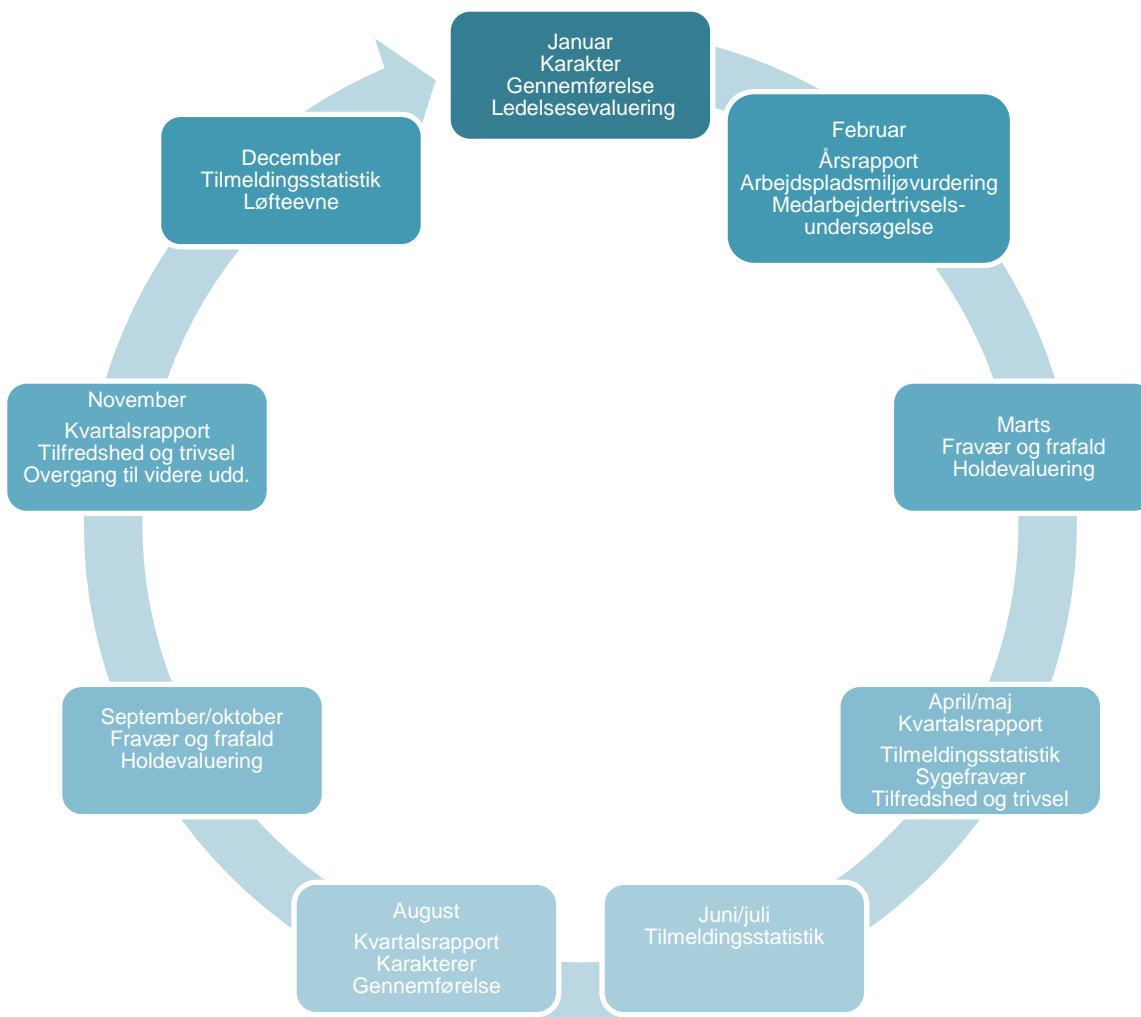 Januar
Karakter
Gennemførelse
Ledelsesevaluering
Februar
Årsrapport
Arbejdspladsmiljøvurdering
Medarbejdertrivsels-
undersøgelse
Marts
Fravær og frafald
Holdevaluering
April/maj
Kvartalsrapport
Tilmeldingsstatistik
Sygefravær
Tilfredshed og trivsel
Juni/juli
Tilmeldingsstatistik
August
Kvartalsrapport
Karakterer
Gennemførelse
September/oktober
Fravær og frafald
Holdevaluering
November
Kvartalsrapport
Tilfredshed og trivsel
Overgang til videre udd.
December
Tilmeldingsstatistik
Løfteevne